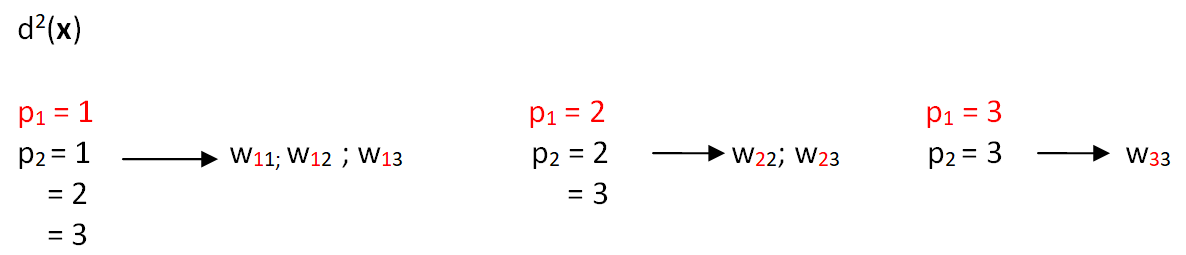 d²(x)
p₁ = 1 p₁ = 2 p₁ = 3
p₂ = 1 → w₁₁; w₁₂ ; w₁₃ p₂ = 2 → w₂₂; w₂₃ p₂ = 3 → w₃₃
= 2 = 3
= 3